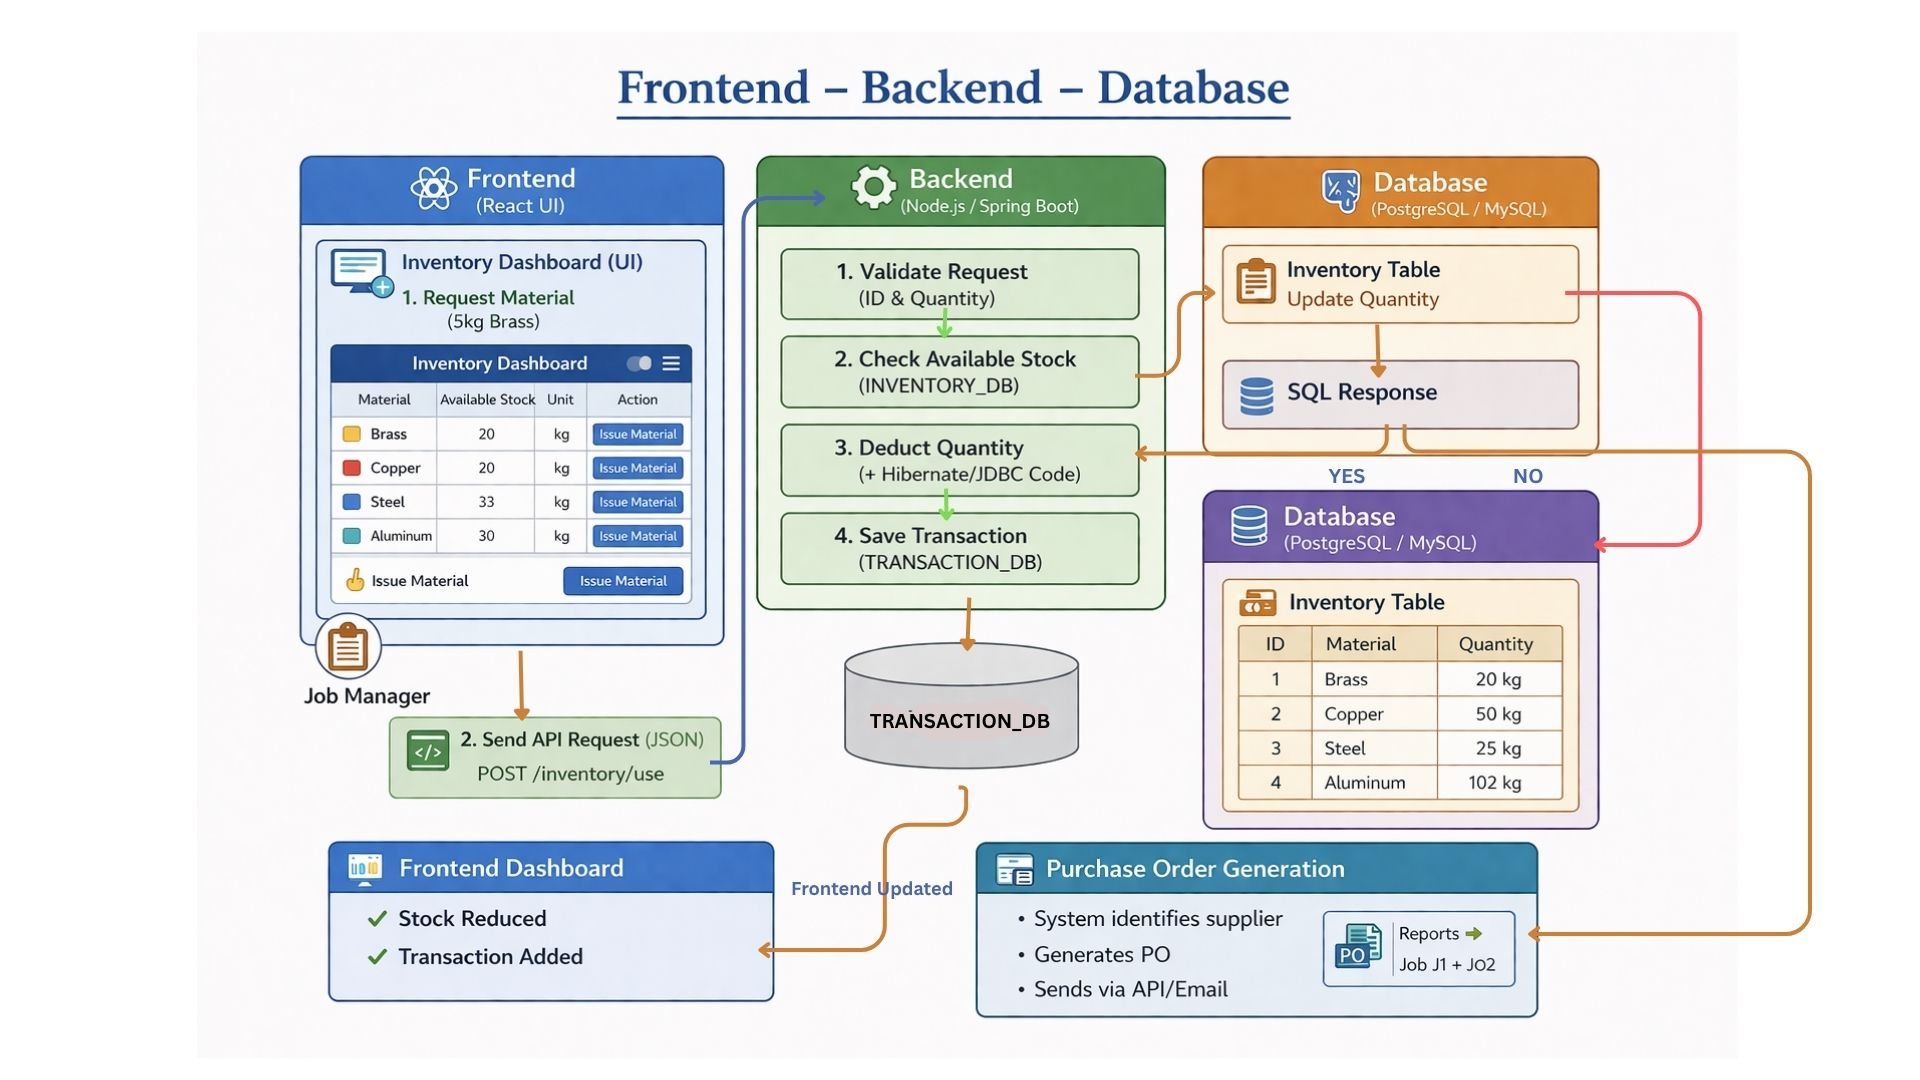 Frontend – Backend – Database
Frontend
(React UI)
Inventory Dashboard (UI)
1. Request Material
(5kg Brass)
Inventory Dashboard
Material Available Stock Unit Action
Brass 20 kg Issue Material
Copper 20 kg Issue Material
Steel 33 kg Issue Material
Aluminum 30 kg Issue Material
Issue Material Issue Material
Job Manager
2. Send API Request (JSON)
</>
POST /inventory/use
Backend
(Node.js / Spring Boot)
1. Validate Request
(ID & Quantity)
2. Check Available Stock
(INVENTORY_DB)
3. Deduct Quantity
(+ Hibernate/JDBC Code)
4. Save Transaction
(TRANSACTION_DB)
TRANSACTION_DB
Database
(PostgreSQL / MySQL)
Inventory Table
Update Quantity
SQL Response
YES NO
Database
(PostgreSQL / MySQL)
Inventory Table
ID Material Quantity
1 Brass 20 kg
2 Copper 50 kg
3 Steel 25 kg
4 Aluminum 102 kg
Frontend Dashboard
✓ Stock Reduced
✓ Transaction Added
Frontend Updated
Purchase Order Generation
• System identifies supplier
• Generates PO
• Sends via API/Email
PO
Reports →
Job J1 + JO2